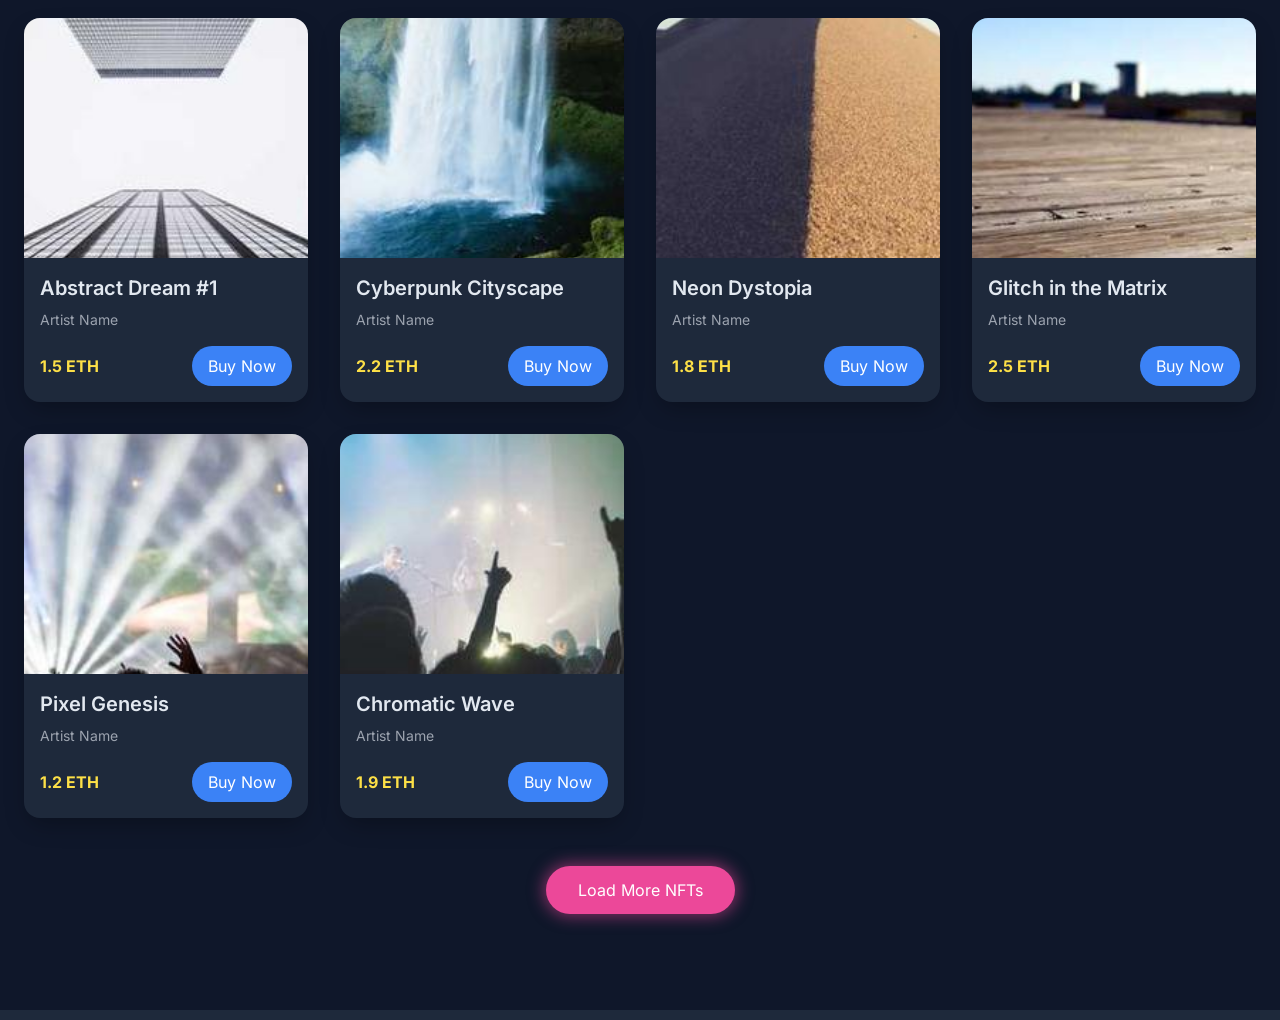 Abstract Dream #1
Artist Name
1.5 ETH
Buy Now
Cyberpunk Cityscape
Artist Name
2.2 ETH
Buy Now
Neon Dystopia
Artist Name
1.8 ETH
Buy Now
Glitch in the Matrix
Artist Name
2.5 ETH
Buy Now
Pixel Genesis
Artist Name
1.2 ETH
Buy Now
Chromatic Wave
Artist Name
1.9 ETH
Buy Now
Load More NFTs